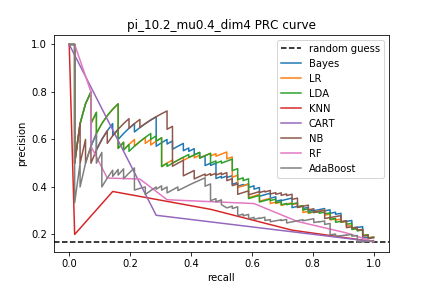 pi_10.2_mu0.4_dim4 PRC curve
precision
1.0
0.8
0.6
0.4
0.2
random guess
Bayes
LR
LDA
KNN
CART
NB
RF
AdaBoost
0.0 0.2 0.4 0.6 0.8 1.0
recall